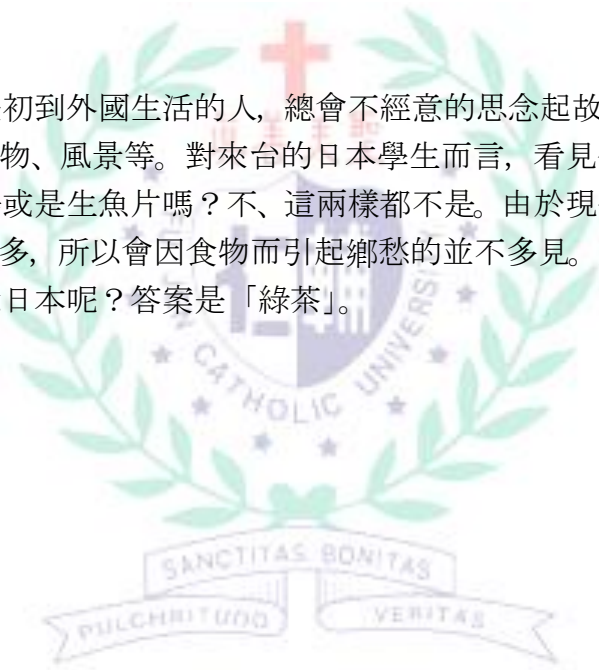 初到外國生活的人, 總會不經意的思念起故
物、風景等。對來台的日本學生而言, 看見
或是生魚片嗎？不、這兩樣都不是。由於現
多, 所以會因食物而引起鄉愁的並不多見。
日本呢？答案是「綠茶」。
仁 輔
CATHOLIC UNIVERSITY
SANCTITAS BONITAS
PULCHRITUDO VERITAS